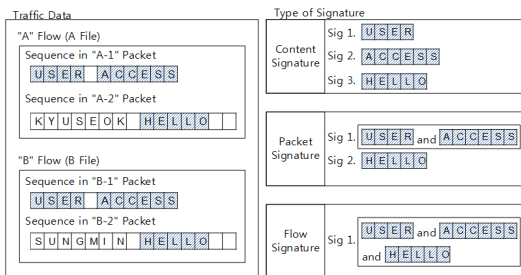 Traffic Data
"A" Flow (A File)
Sequence in "A-1" Packet
USER ACCESS
Sequence in "A-2" Packet
KYUSEOK HELLO
"B" Flow (B File)
Sequence in "B-1" Packet
USER ACCESS
Sequence in "B-2" Packet
SUNGMIN HELLO
Type of Signature
Content
Signature
Sig 1. USER
Sig 2. ACCESS
Sig 3. HELLO
Packet
Signature
Sig 1. USER and ACCESS
Sig 2. HELLO
Flow
Signature
Sig 1. USER and ACCESS
and HELLO